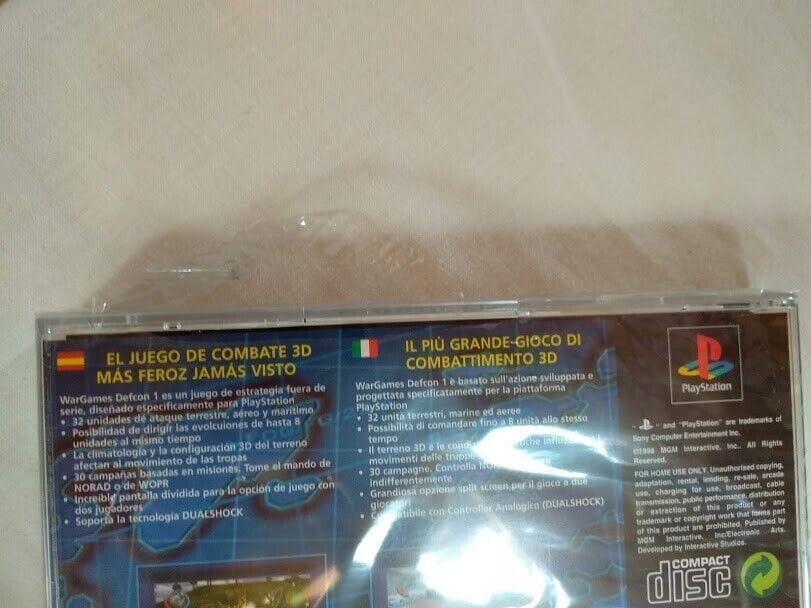 EL JUEGO DE COMBATE 3D
MÁS FEROZ JAMÁS VISTO
WarGames Defcon 1 es un juego de estrategia fuera de
serie, diseñado específicamente para PlayStation
• 32 unidades de ataque terrestre, aéreo y marítimo
• Posibilidad de dirigir las evoluciones de hasta 8
unidades al mismo tiempo
• La climatología y la configuración 3D del terreno
afectan al movimiento de las tropas
• 30 campañas basadas en misiones. Tome el mando de
NORAD o de WOPR
• Increíble pantalla dividida para la opción de juego con
dos jugadores
• Soporta la tecnología DUALSHOCK
IL PIÙ GRANDE GIOCO DI
COMBATTIMENTO 3D
WarGames Defcon 1 è basato sull'azione sviluppata e
progettata specificamente per la piattaforma
PlayStation
• 32 unità terrestri, marine ed aeree
• Possibilità di comandare fino a 8 unità allo stesso
tempo
• Il terreno 3D e le
movimenti delle truppe
• 30 campagne. Controlla
indifferentemente
• Grandiosa opzione split screen per il gioco a due
giocatori
• Compatibile con Controller Analogico (DUALSHOCK)
PlayStation
and "PlayStation" are trademarks of
Sony Computer Entertainment Inc.
©1998 MGM Interactive, Inc.. All Rights
Reserved.
FOR HOME USE ONLY. Unauthorised copying,
adaptation, rental, lending, re-sale, arcade
use, charging for use, broadcast, cable
transmission, public performance, distribution
or extraction of this product or any
trademark or copyright work that forms part
of this product are prohibited. Published by
MGM Interactive, Inc/Electronic Arts.
Developed by Interactive Studios.
COMPACT
disc